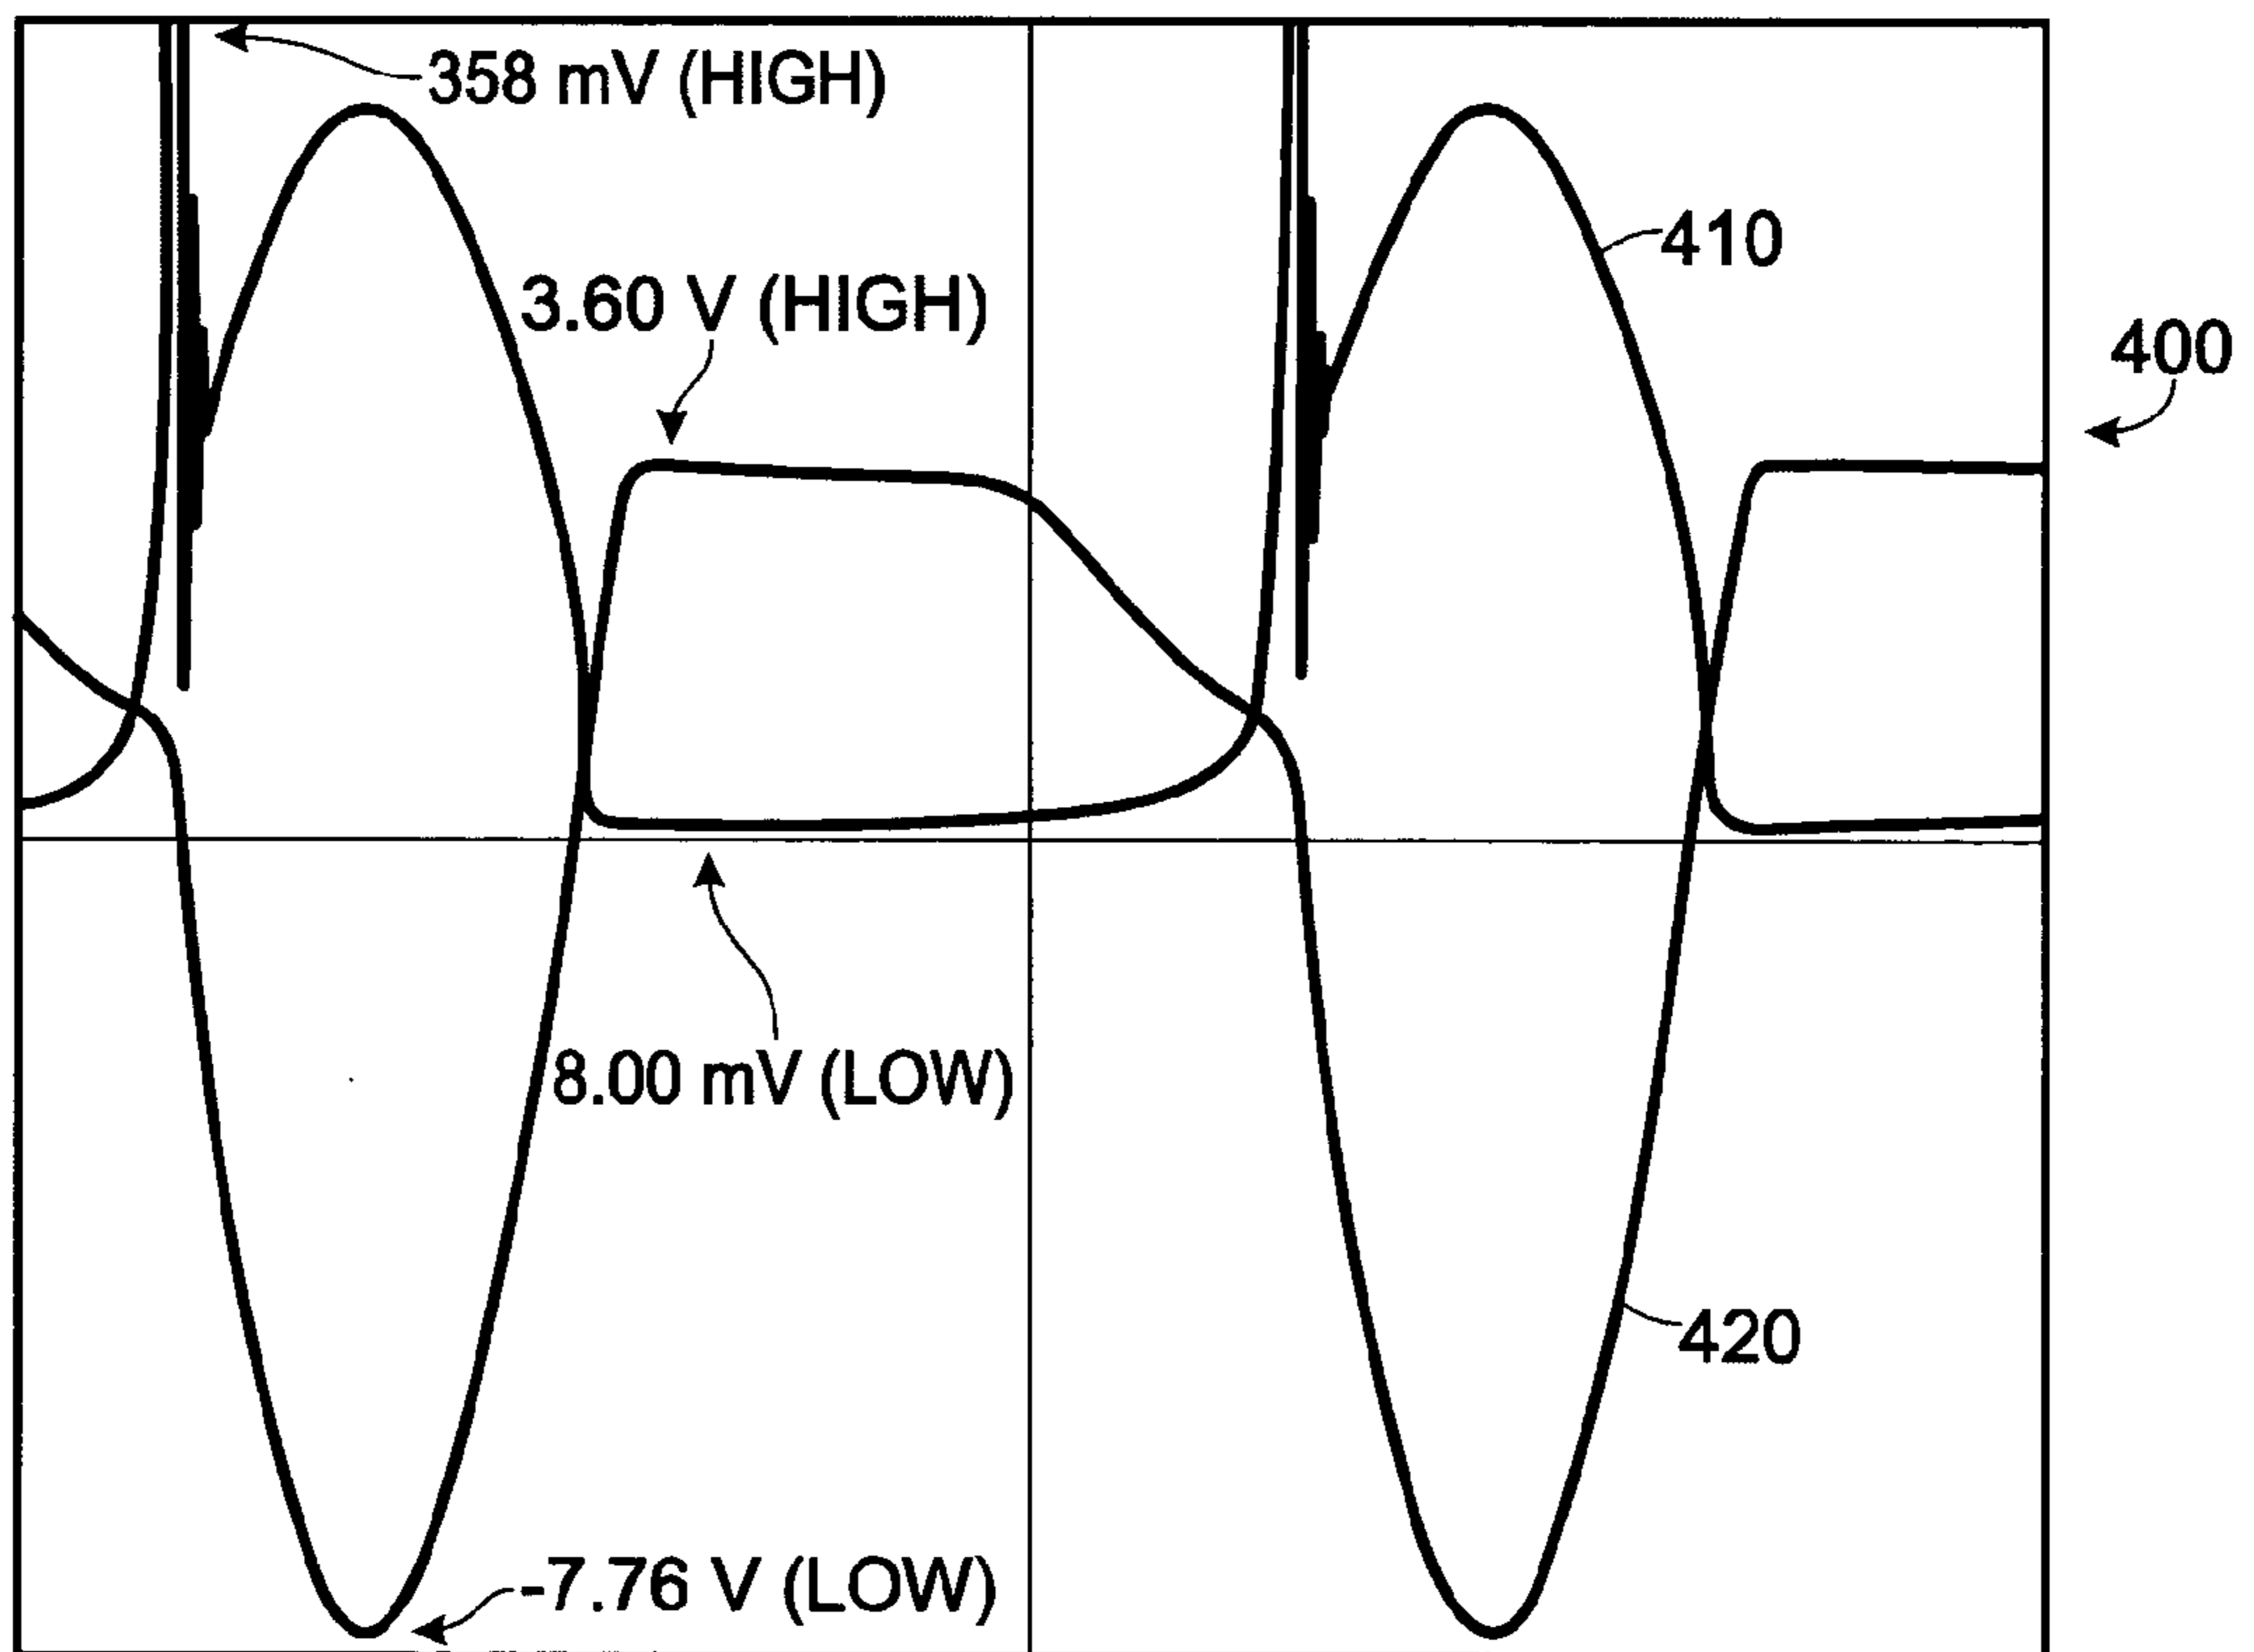 358 mV (HIGH)
410
3.60 V (HIGH)
400
8.00 mV (LOW)
420
-7.76 V (LOW)